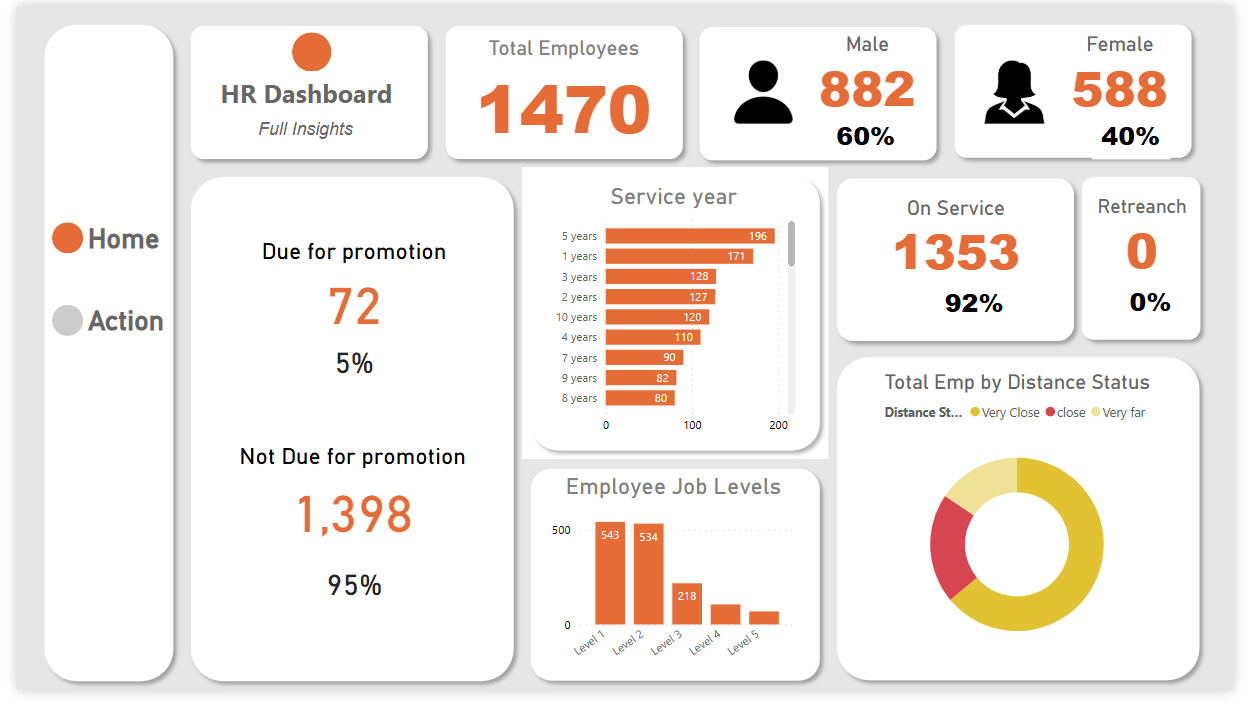 HR Dashboard
Full Insights
Total Employees
1470
Male
882
60%
Female
588
40%
Home
Action
Due for promotion
72
5%
Not Due for promotion
1,398
95%
Service year
5 years 196
1 years 171
3 years 128
2 years 127
10 years 120
4 years 110
7 years 90
9 years 82
8 years 80
0 100 200
Employee Job Levels
500
0
543 534 218
Level 1 Level 2 Level 3 Level 4 Level 5
On Service
1353
92%
Retreanch
0
0%
Total Emp by Distance Status
Distance St... Very Close close Very far